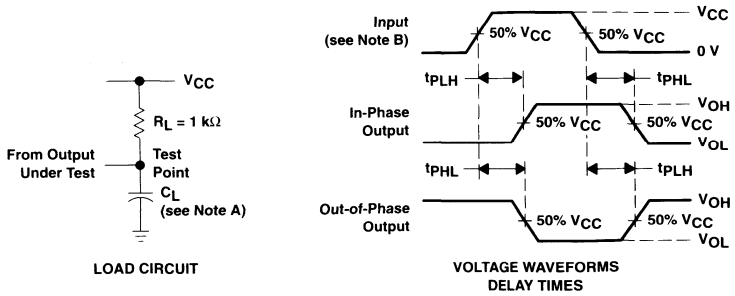 VCC
RL = 1 kΩ
From Output
Under Test
Test
Point
CL
(see Note A)
LOAD CIRCUIT
Input
(see Note B)
VCC
50% VCC
50% VCC
0 V
tPLH
tPHL
In-Phase
Output
VOH
50% VCC
50% VCC
VOL
tPHL
tPLH
Out-of-Phase
Output
VOH
50% VCC
50% VCC
VOL
VOLTAGE WAVEFORMS
DELAY TIMES